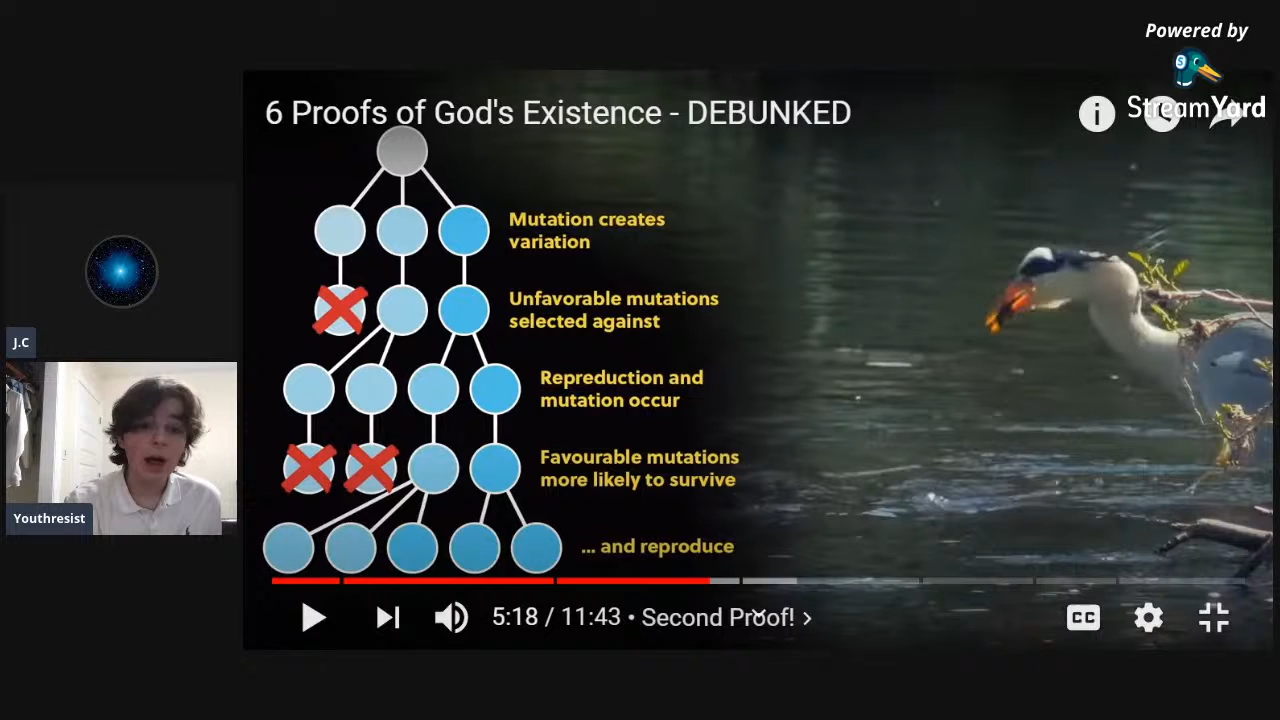 Powered by
StreamYard
6 Proofs of God's Existence - DEBUNKED
Mutation creates
variation
Unfavorable mutations
selected against
Repreduction and
mutation occur
Favourable mutations
more likely to survive
... and reproduce
J.C
Youthresist
5:18 / 11:43 • Second Proof! >
CC